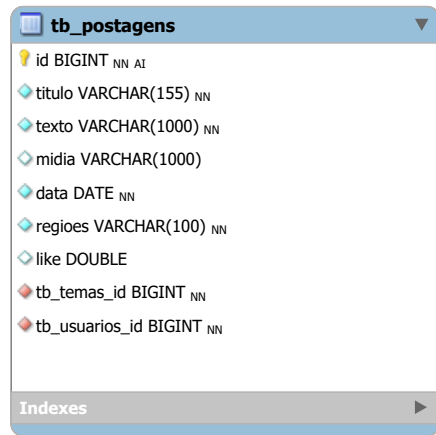 tb_postagens
id BIGINT NN AI
titulo VARCHAR(155) NN
texto VARCHAR(1000) NN
midia VARCHAR(1000)
data DATE NN
regioes VARCHAR(100) NN
like DOUBLE
tb_temas_id BIGINT NN
tb_usuarios_id BIGINT NN
Indexes